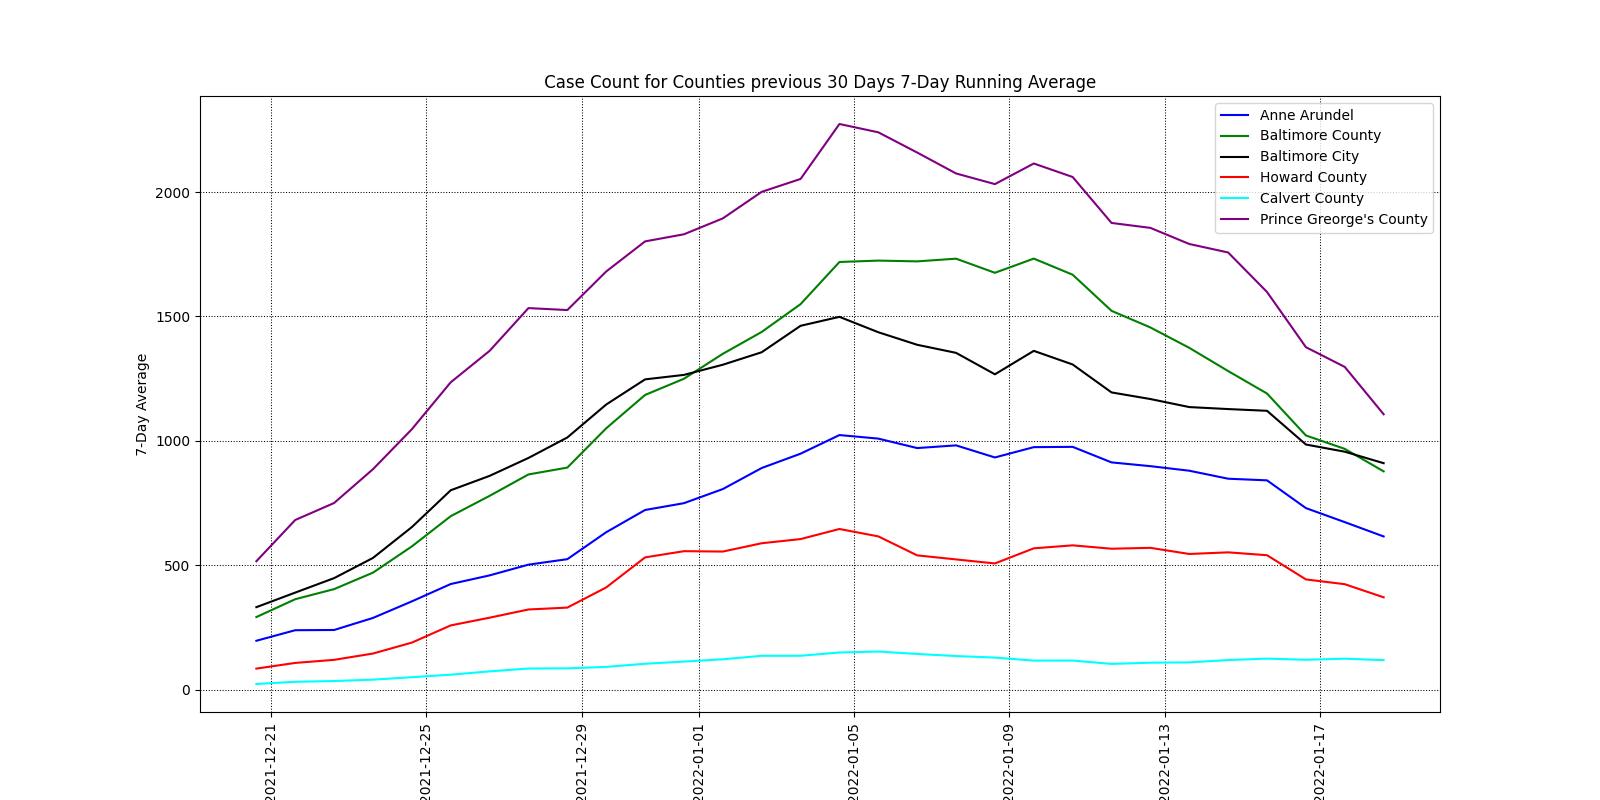 Case Count for Counties previous 30 Days 7-Day Running Average
Anne Arundel
Baltimore County
Baltimore City
Howard County
Calvert County
Prince Greorge's County
7-Day Average
2000
1500
1000
500
0
2021-12-21
2021-12-25
2021-12-29
2022-01-01
2022-01-05
2022-01-09
2022-01-13
2022-01-17